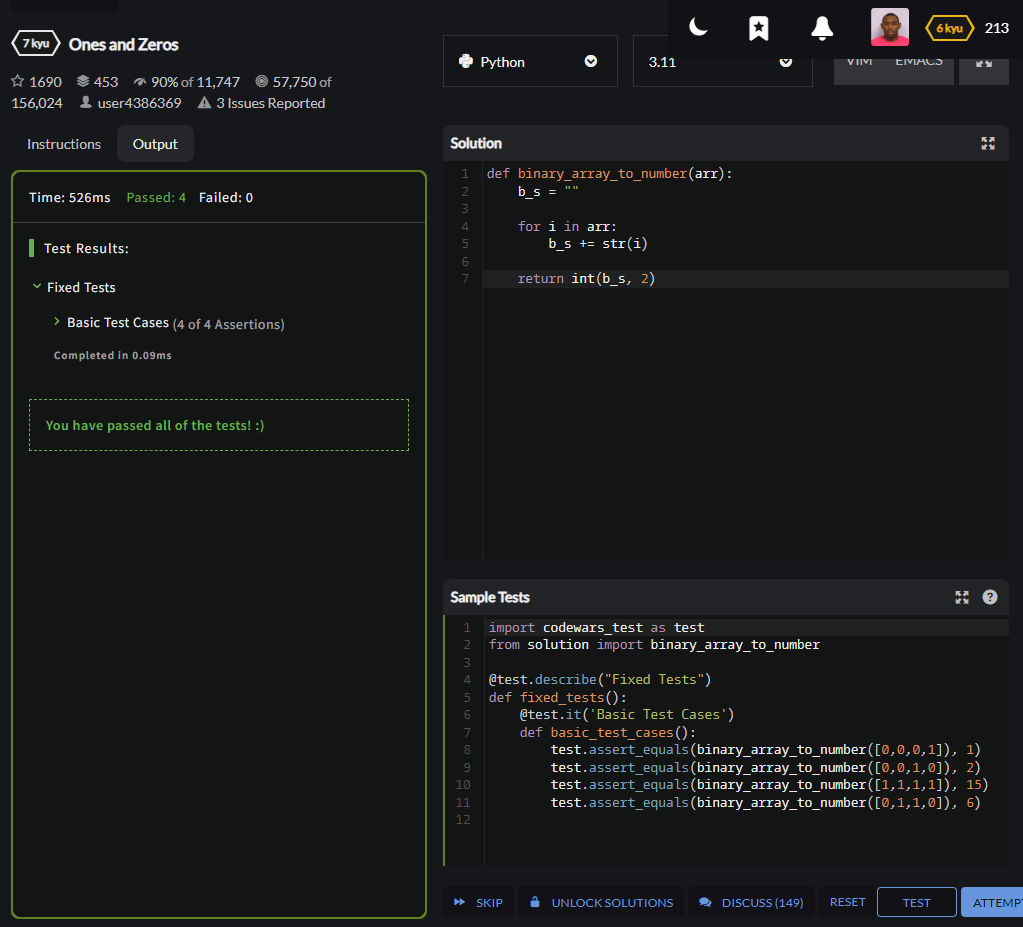 7 kyu Ones and Zeros
1690 453 90% of 11,747 57,750 of
156,024 user4386369 3 Issues Reported
Instructions Output
Time: 526ms Passed: 4 Failed: 0
Test Results:
Fixed Tests
Basic Test Cases (4 of 4 Assertions)
Completed in 0.09ms
You have passed all of the tests! :)
6 kyu 213
Python 3.11 VIM EMACS
Solution
1 def binary_array_to_number(arr):
2     b_s = ""
3
4     for i in arr:
5         b_s += str(i)
6
7     return int(b_s, 2)
Sample Tests
1 import codewars_test as test
2 from solution import binary_array_to_number
3
4 @test.describe("Fixed Tests")
5 def fixed_tests():
6     @test.it('Basic Test Cases')
7     def basic_test_cases():
8         test.assert_equals(binary_array_to_number([0,0,0,1]), 1)
9         test.assert_equals(binary_array_to_number([0,0,1,0]), 2)
10         test.assert_equals(binary_array_to_number([1,1,1,1]), 15)
11         test.assert_equals(binary_array_to_number([0,1,1,0]), 6)
12
SKIP UNLOCK SOLUTIONS DISCUSS (149) RESET TEST ATTEMPT